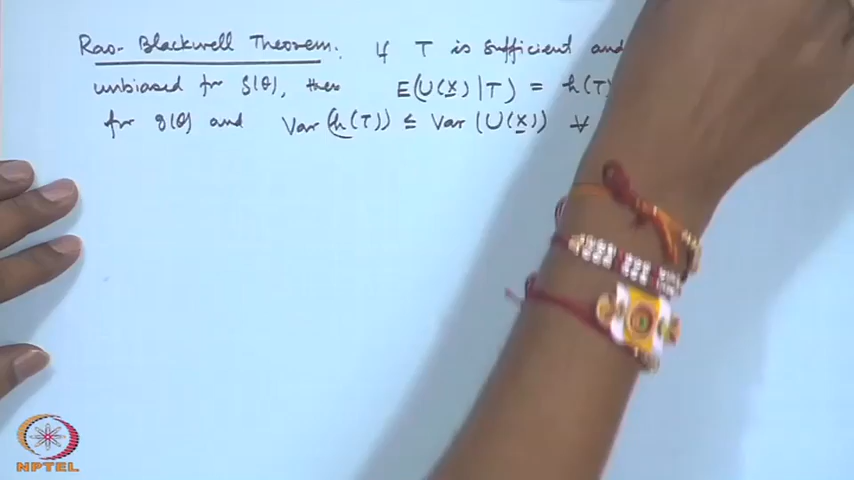 Rao-Blackwell Theorem: If T is sufficient and
unbiased for g(θ), then E(U(X)|T) = h(T)
for g(θ) and Var(h(T)) ≤ Var(U(X)) ∀
NPTEL